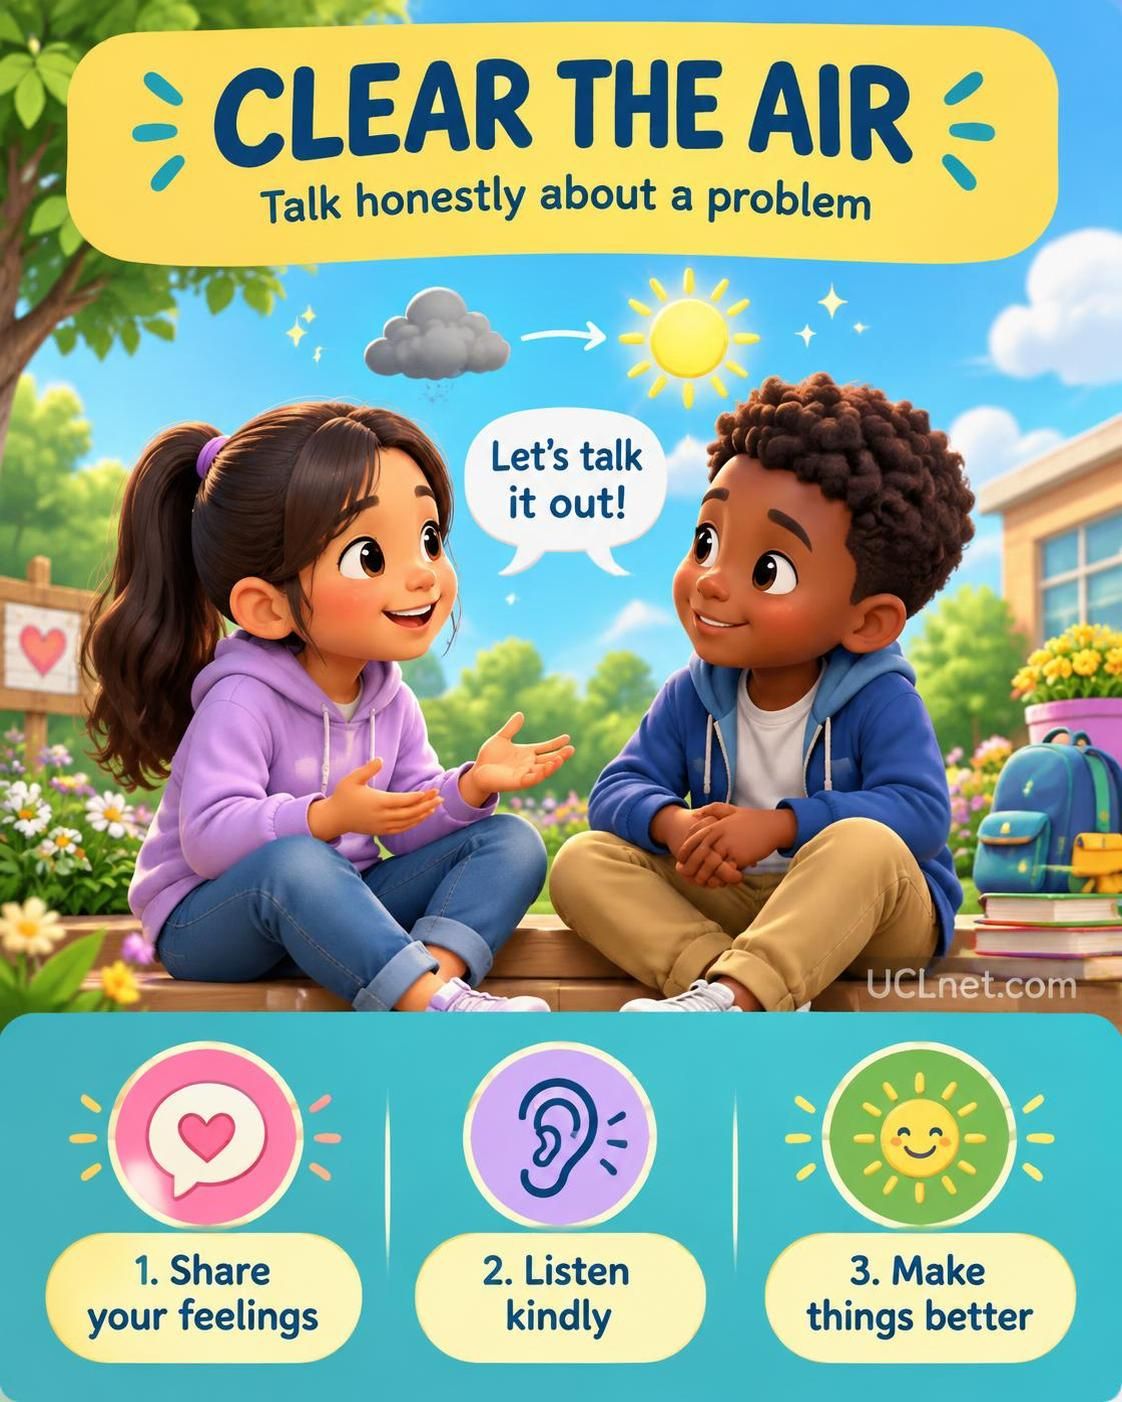 CLEAR THE AIR
Talk honestly about a problem
Let's talk
it out!
UCLnet.com
1. Share
your feelings
2. Listen
kindly
3. Make
things better